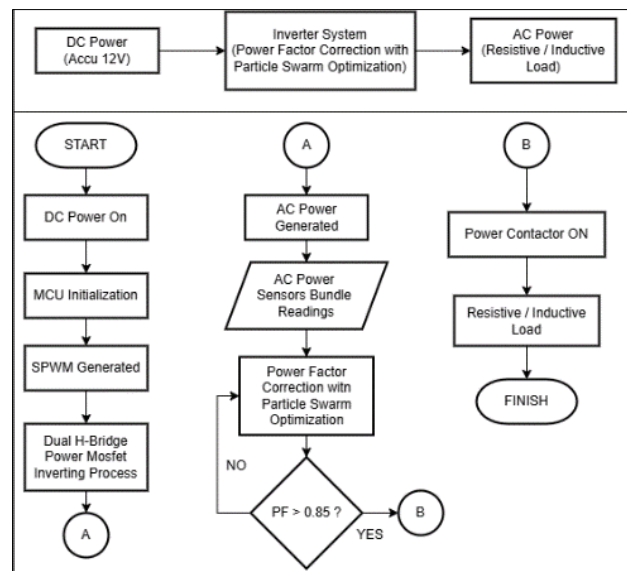 DC Power
(Accu 12V)
Inverter System
(Power Factor Correction with
Particle Swarm Optimization)
AC Power
(Resistive / Inductive
Load)
START
DC Power On
MCU Initialization
SPWM Generated
Dual H-Bridge
Power Mosfet
Inverting Process
A
A
AC Power
Generated
AC Power
Sensors Bundle
Readings
Power Factor
Correction witn
Particle Swarm
Optimization
NO
PF > 0.85 ?
YES
B
B
Power Contactor ON
Resistive / Inductive
Load
FINISH